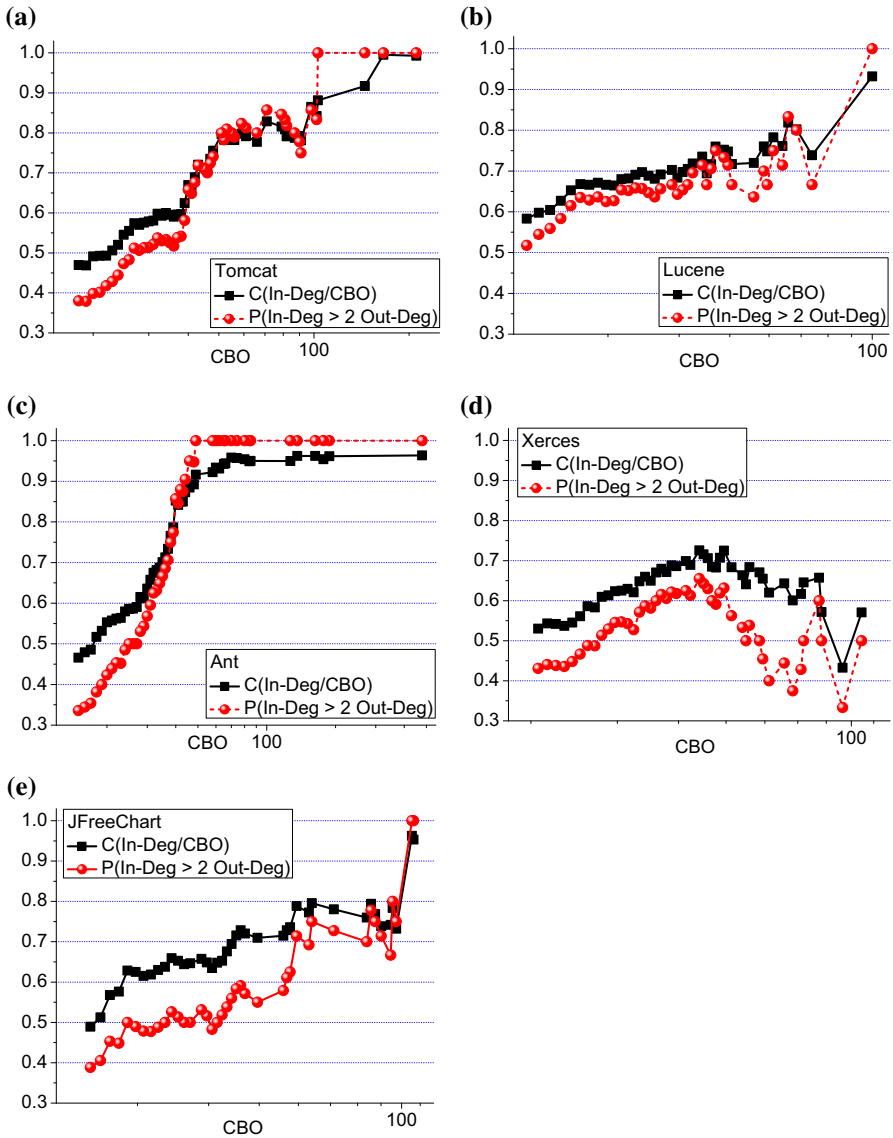 (a)
1.0
0.9
0.8
0.7
0.6
0.5
0.4
0.3
Tomcat
C(In-Deg/CBO)
P(In-Deg > 2 Out-Deg)
100
CBO
(b)
1.0
0.9
0.8
0.7
0.6
0.5
0.4
0.3
Lucene
C(In-Deg/CBO)
P(In-Deg > 2 Out-Deg)
100
CBO
(c)
1.0
0.9
0.8
0.7
0.6
0.5
0.4
0.3
Ant
C(In-Deg/CBO)
P(In-Deg > 2 Out-Deg)
100
CBO
(d)
1.0
0.9
0.8
0.7
0.6
0.5
0.4
0.3
Xerces
C(In-Deg/CBO)
P(In-Deg > 2 Out-Deg)
100
CBO
(e)
1.0
0.9
0.8
0.7
0.6
0.5
0.4
0.3
JFreeChart
C(In-Deg/CBO)
P(In-Deg > 2 Out-Deg)
100
CBO